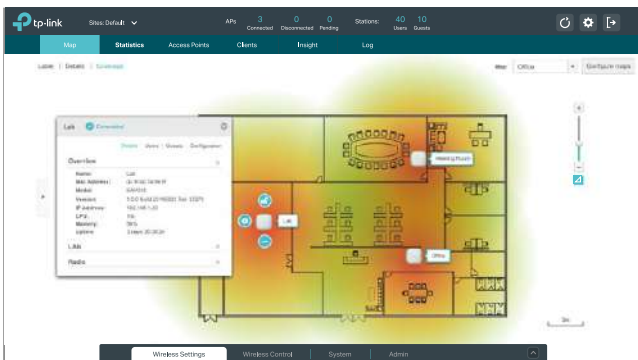 tp-link Sites: Default APs 3 Connected 0 Disconnected 0 Pending Stations: 40 Users 10 Guests
Map Statistics Access Points Clients Insight Log
Label | Details | Coverage Map: Office Configure maps
Lab Connected
Details Users Guests Configuration
Overview
Name: Lab
MAC Address:
Model:
Version:
IP Address:
CPU:
Memory:
Uptime:
LAN
Radio
Meeting Room
Lab
Office
Wireless Settings Wireless Control System Admin